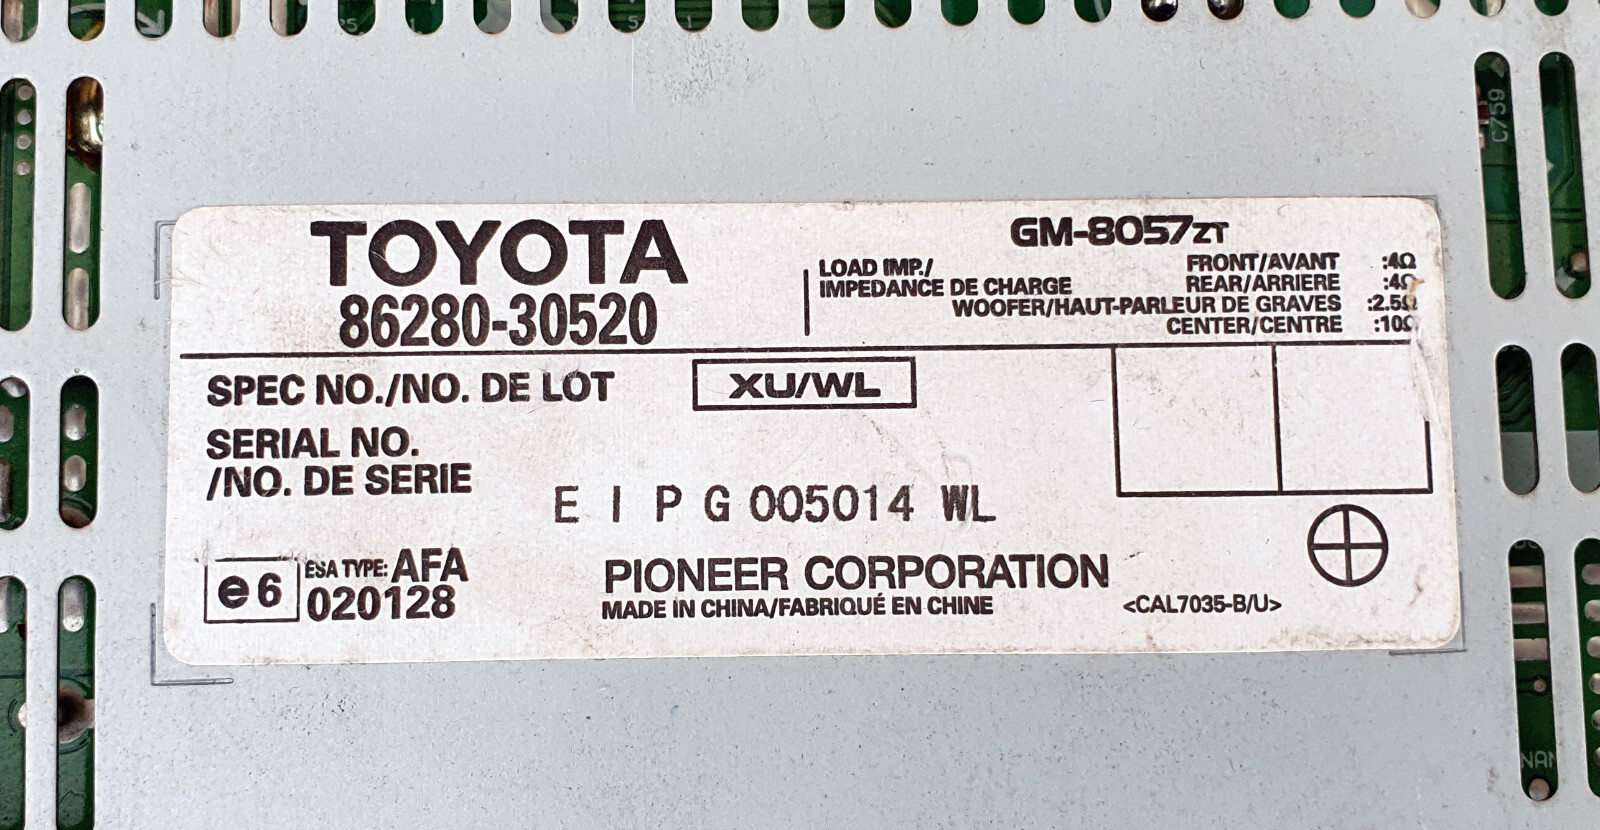 TOYOTA
86280-30520
GM-8057ZT
LOAD IMP./
IMPEDANCE DE CHARGE
FRONT/AVANT :4Ω
REAR/ARRIERE :4Ω
WOOFER/HAUT-PARLEUR DE GRAVES :2.5Ω
CENTER/CENTRE :10Ω
SPEC NO./NO. DE LOT XU/WL
SERIAL NO.
/NO. DE SERIE
E I P G 005014 WL
e6
ESA TYPE: AFA
020128
PIONEER CORPORATION
MADE IN CHINA/FABRIQUÉ EN CHINE
<CAL7035-B/U>
C759